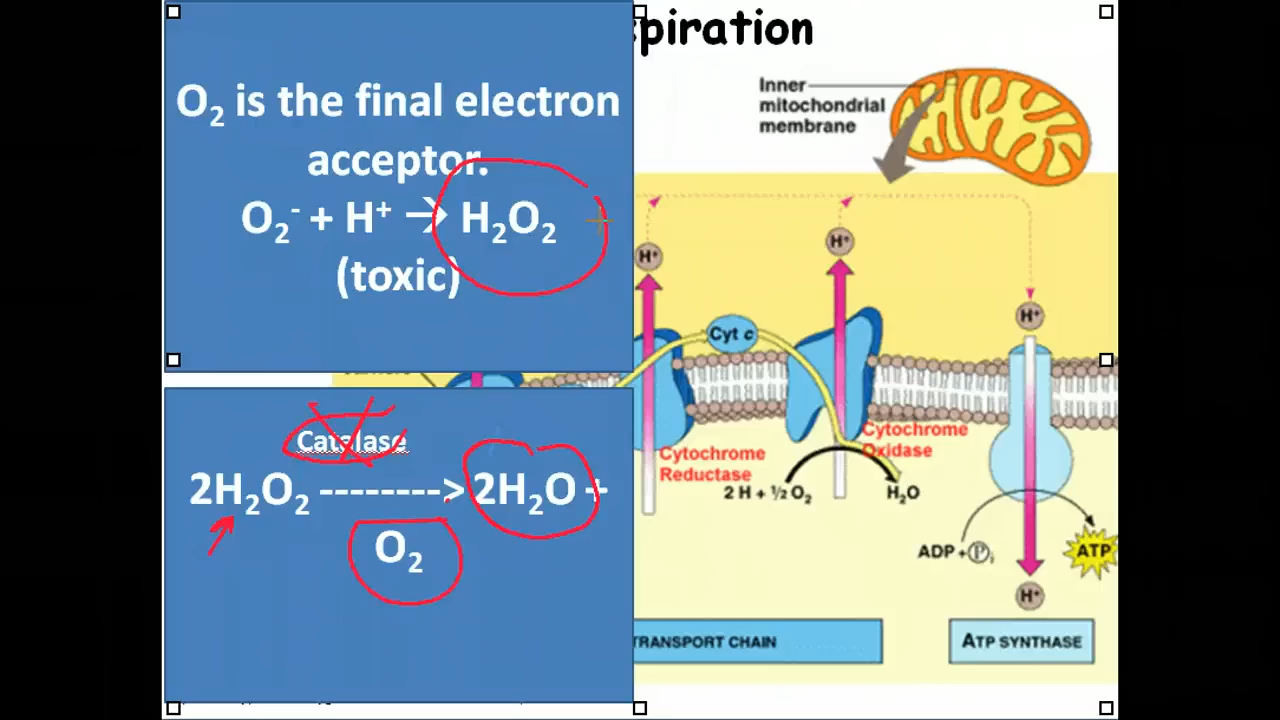 piration
O₂ is the final electron
acceptor.
O₂⁻ + H⁺ → H₂O₂
(toxic)
Catalase
2H₂O₂ --------> 2H₂O +
O₂
Inner
mitochondrial
membrane
H⁺
H⁺
H⁺
Cyt c
Cytochrome
Reductase
Cytochrome
Oxidase
2 H + ½ O₂
H₂O
ADP + Pᵢ
ATP
H⁺
TRANSPORT CHAIN
ATP SYNTHASE